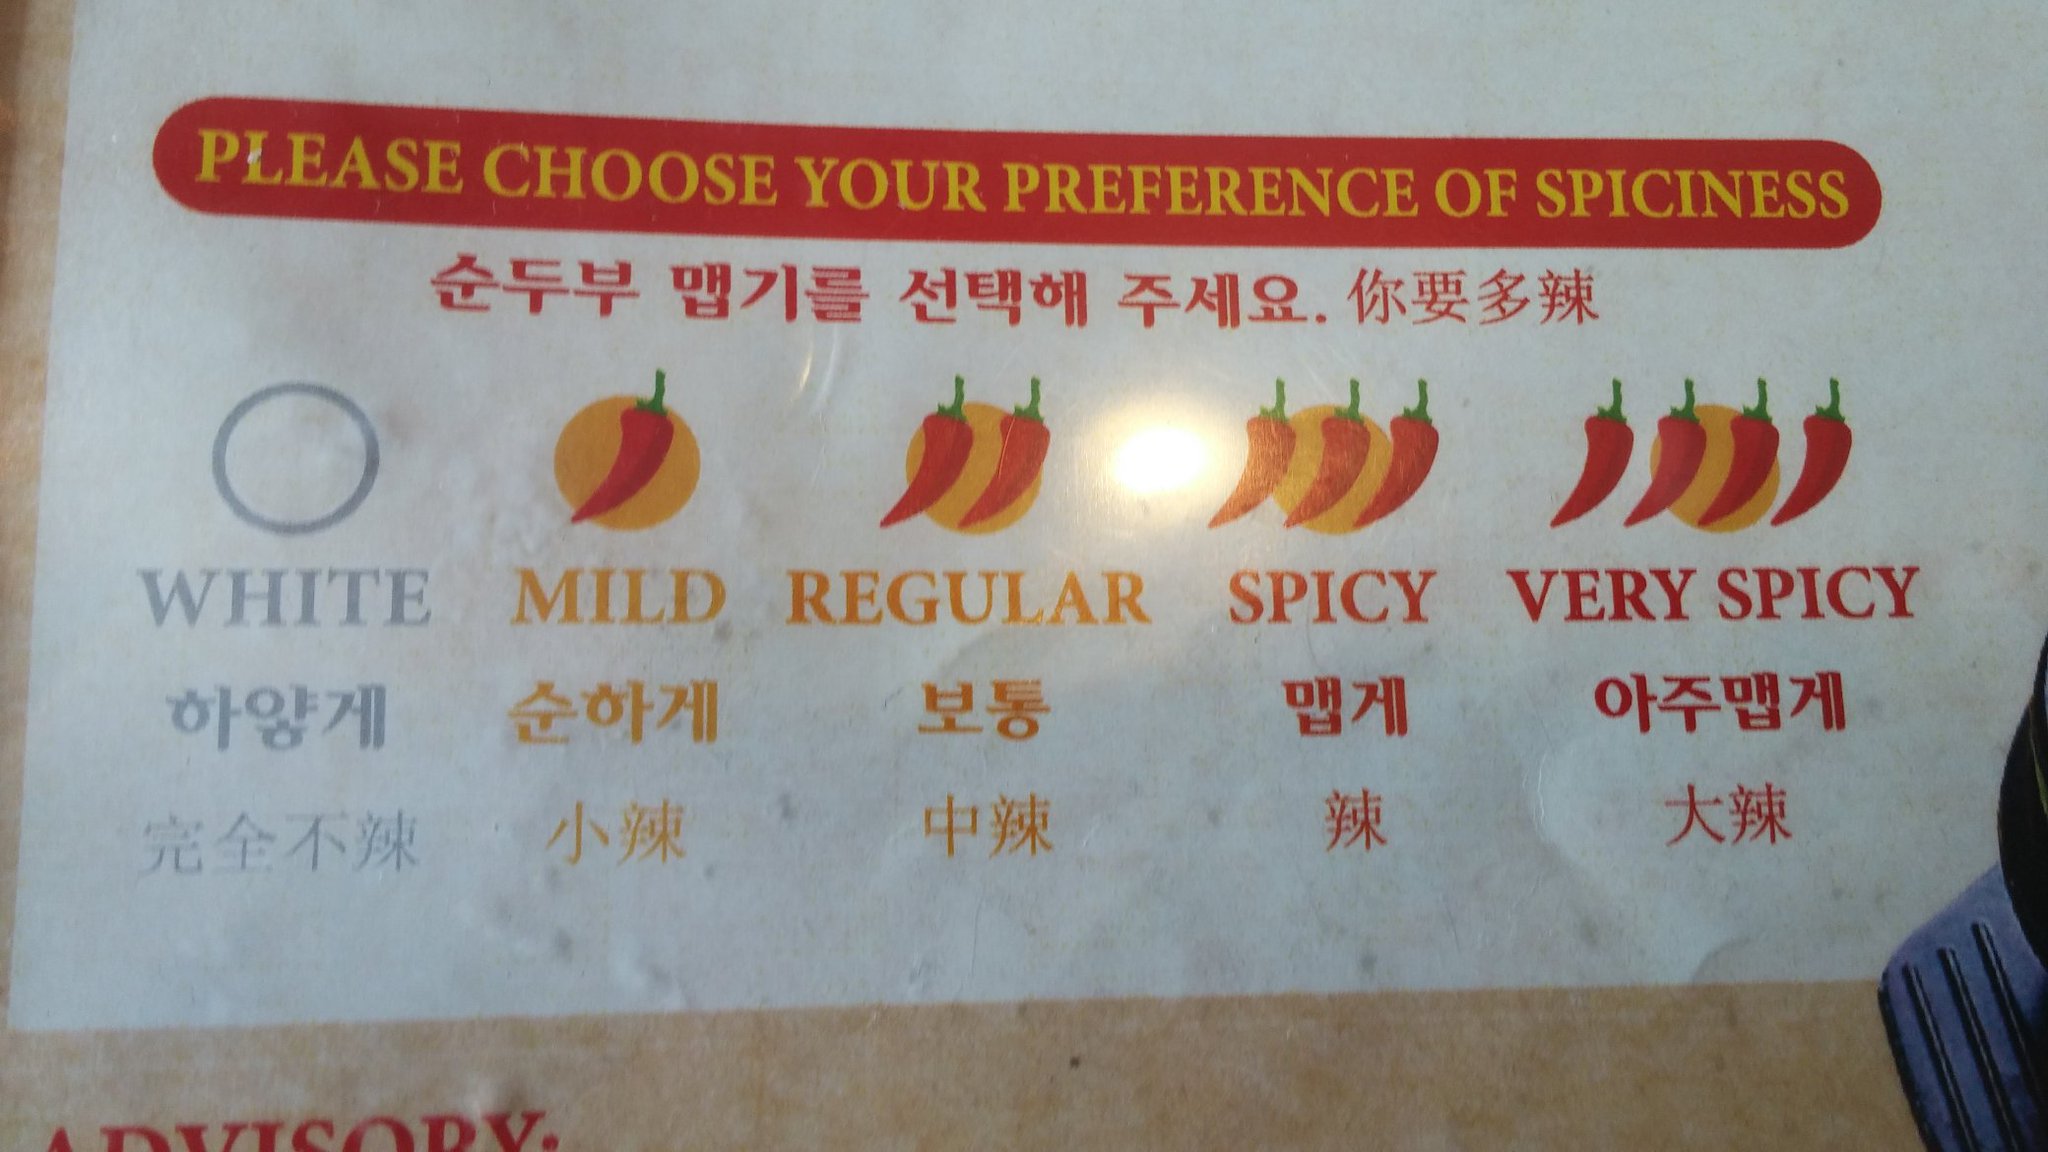 PLEASE CHOOSE YOUR PREFERENCE OF SPICINESS
순두부 맵기를 선택해 주세요. 你要多辣
WHITE MILD REGULAR SPICY VERY SPICY
하얗게 순하게 보통 맵게 아주맵게
完全不辣 小辣 中辣 辣 大辣
ADVISORY: